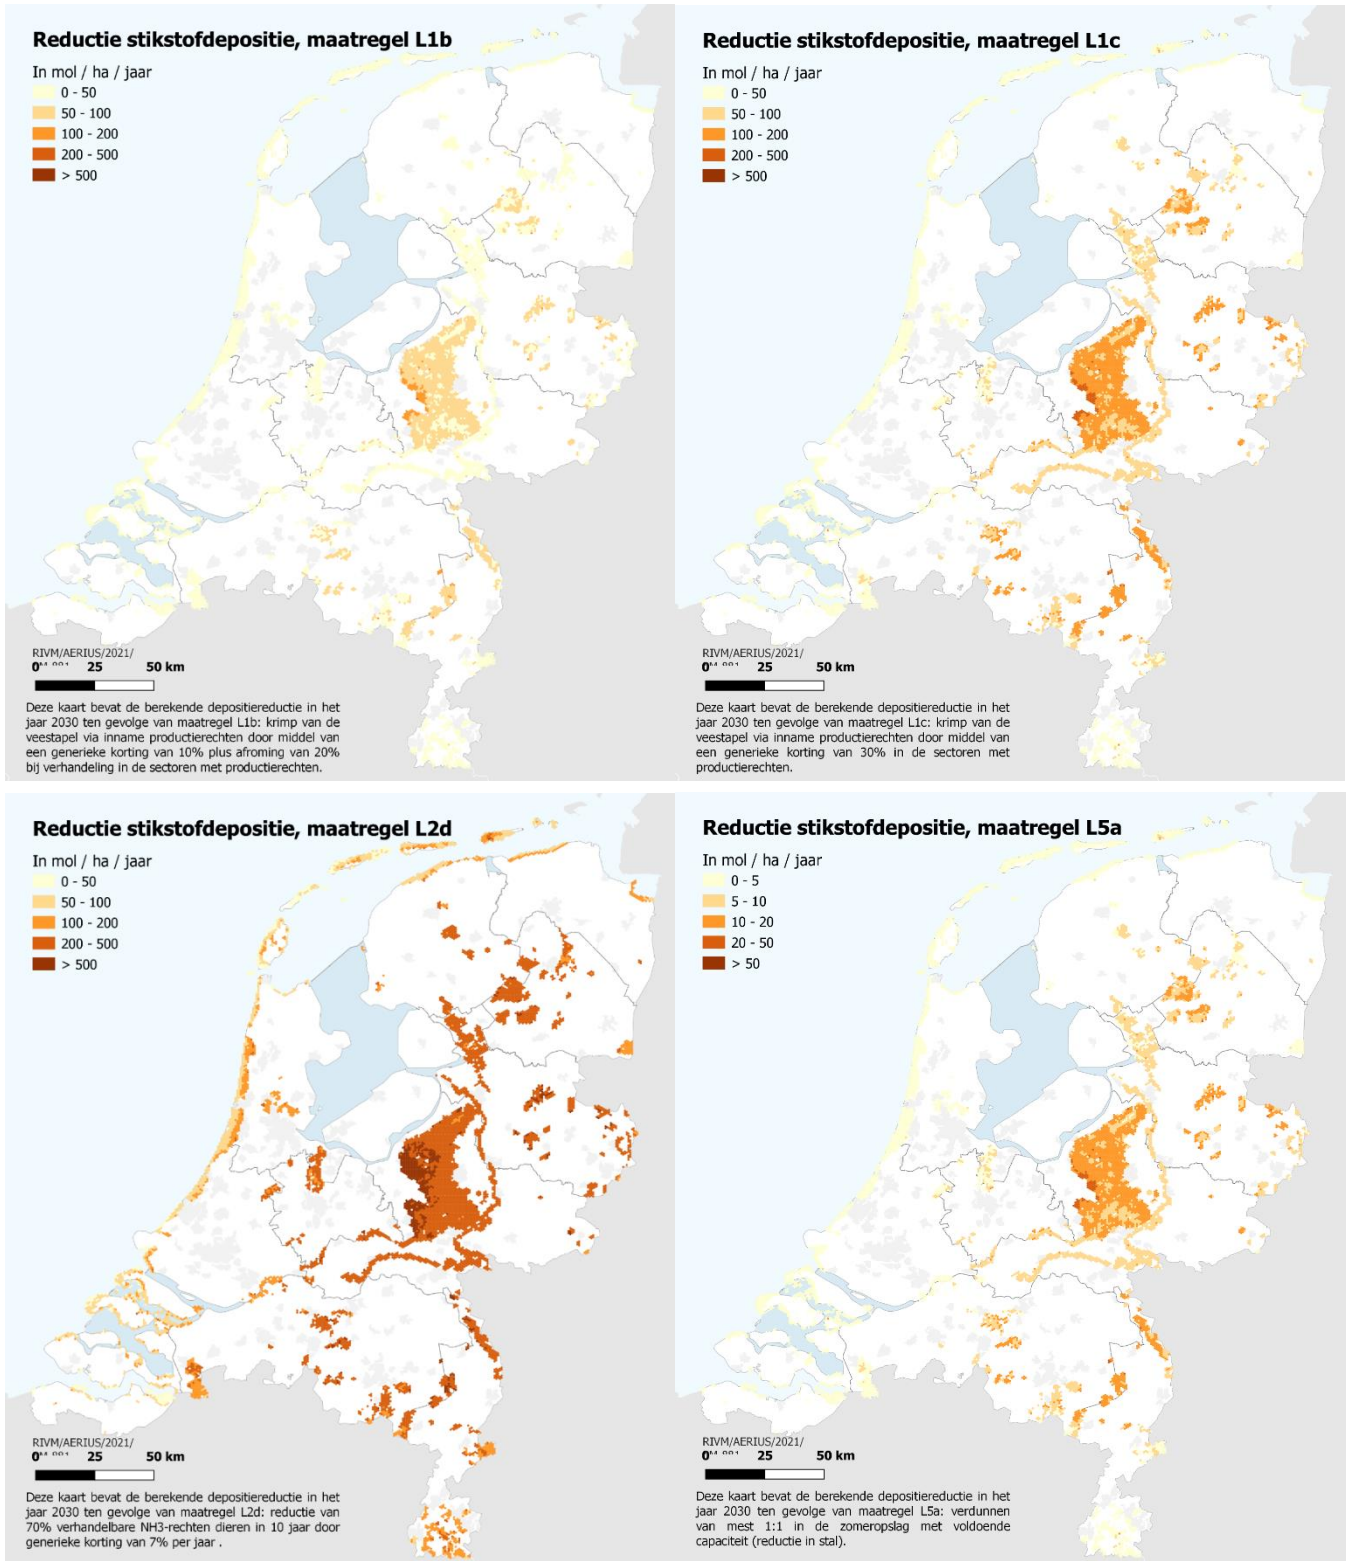 Reductie stikstofdepositie, maatregel L1b
In mol / ha / jaar
0 - 50
50 - 100
100 - 200
200 - 500
> 500
RIVM/AERIUS/2021/
0 25 50 km
Deze kaart bevat de berekende depositiereductie in het
jaar 2030 ten gevolge van maatregel L1b: krimp van de
veestapel via inname productierechten door middel van
een generieke korting van 10% plus afroming van 20%
bij verhandeling in de sectoren met productierechten.
Reductie stikstofdepositie, maatregel L1c
In mol / ha / jaar
0 - 50
50 - 100
100 - 200
200 - 500
> 500
RIVM/AERIUS/2021/
0 25 50 km
Deze kaart bevat de berekende depositiereductie in het
jaar 2030 ten gevolge van maatregel L1c: krimp van de
veestapel via inname productierechten door middel van
een generieke korting van 30% in de sectoren met
productierechten.
Reductie stikstofdepositie, maatregel L2d
In mol / ha / jaar
0 - 50
50 - 100
100 - 200
200 - 500
> 500
RIVM/AERIUS/2021/
0 25 50 km
Deze kaart bevat de berekende depositiereductie in het
jaar 2030 ten gevolge van maatregel L2d: reductie van
70% verhandelbare NH3-rechten dieren in 10 jaar door
generieke korting van 7% per jaar .
Reductie stikstofdepositie, maatregel L5a
In mol / ha / jaar
0 - 5
5 - 10
10 - 20
20 - 50
> 50
RIVM/AERIUS/2021/
0 25 50 km
Deze kaart bevat de berekende depositiereductie in het
jaar 2030 ten gevolge van maatregel L5a: verdunnen
van mest 1:1 in de zomeropslag met voldoende
capaciteit (reductie in stal).